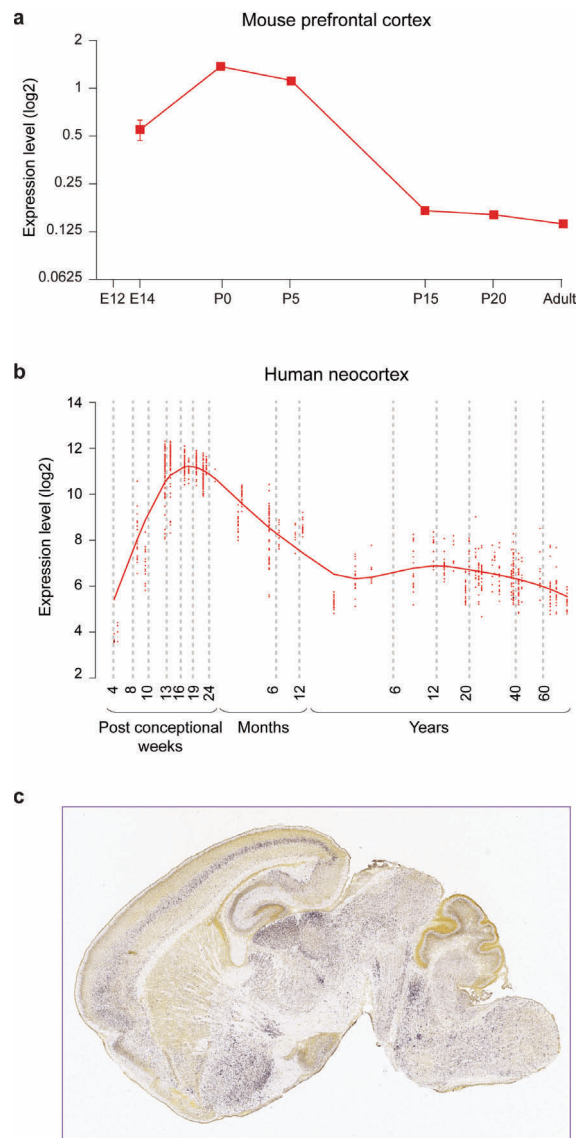 a
Mouse prefrontal cortex
Expression level (log2)
2
1
0.5
0.25
0.125
0.0625
E12 E14 P0 P5 P15 P20 Adult
b
Human neocortex
Expression level (log2)
14
12
10
8
6
4
2
4 8 10 13 16 19 24 6 12 6 12 20 40 60
Post conceptional Months Years
weeks
c